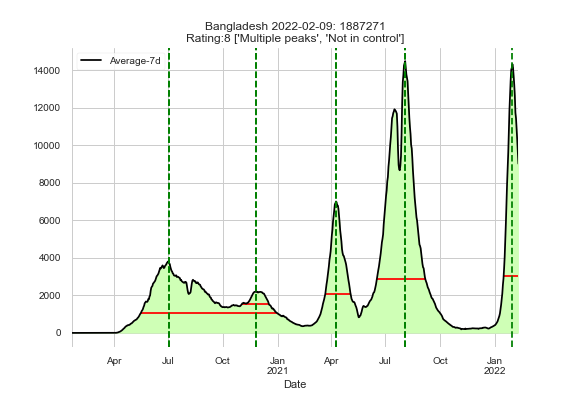 Bangladesh 2022-02-09: 1887271
Rating:8 ['Multiple peaks', 'Not in control']
Average-7d
14000
12000
10000
8000
6000
4000
2000
0
Apr Jul Oct Jan Apr Jul Oct Jan
2021 2022
Date